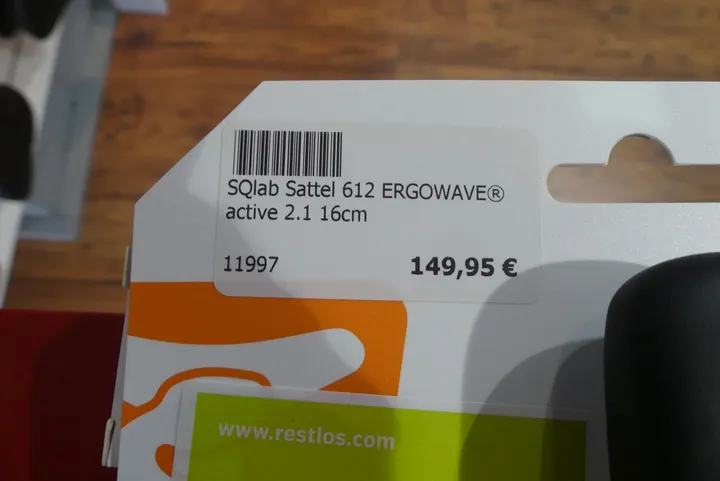 SQlab Sattel 612 ERGOWAVE®
active 2.1 16cm
11997 149,95 €
www.restlos.com